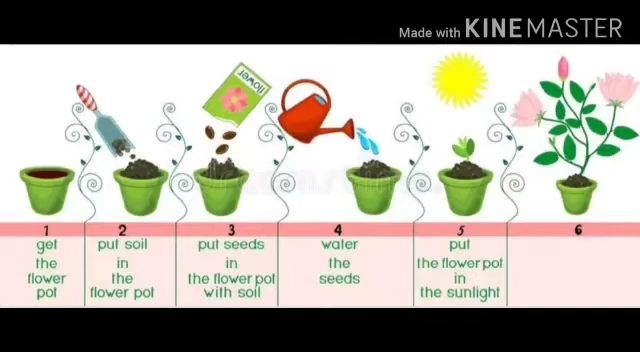 Made with KINEMASTER
flower
1
2
3
4
5
6
get
the
flower
pot
put soil
in
the
flower pot
put seeds
in
the flower pot
with soil
water
the
seeds
put
the flower pot
in
the sunlight